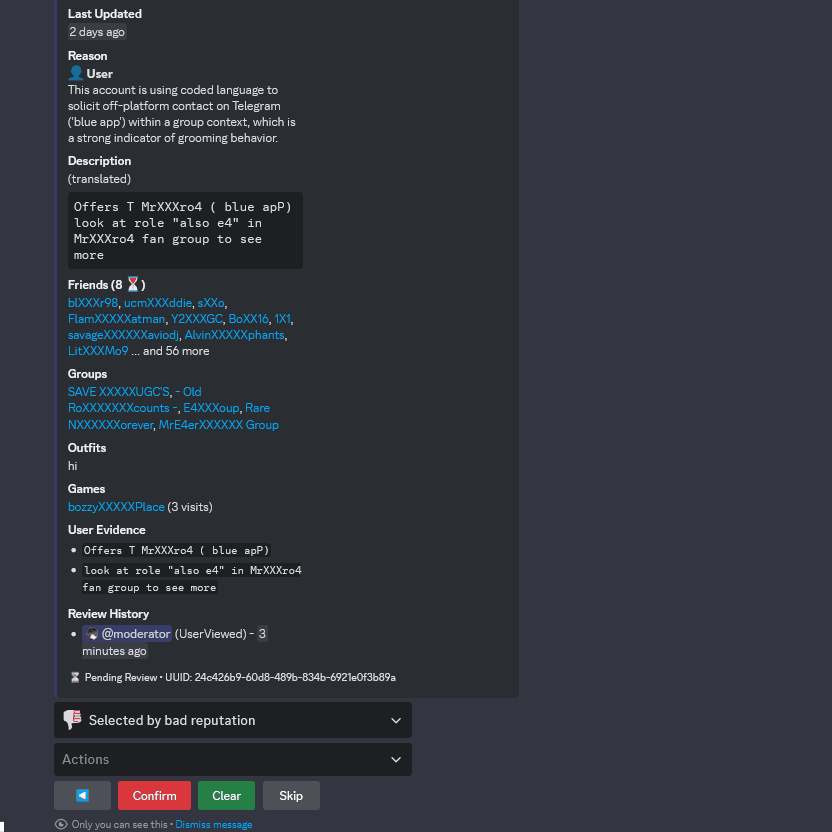 Last Updated
2 days ago
Reason
User
This account is using coded language to
solicit off-platform contact on Telegram
('blue app') within a group context, which is
a strong indicator of grooming behavior.
Description
(translated)
Offers T MrXXXro4 ( blue apP)
look at role "also e4" in
MrXXXro4 fan group to see
more
Friends (8 ⌛)
blXXXr98, ucmXXXddie, sXXo,
FlamXXXXXatman, Y2XXXGC, BoXX16, 1X1,
savageXXXXXXaviodj, AlvinXXXXXphants,
LitXXXMo9 ... and 56 more
Groups
SAVE XXXXXUGC'S, - Old
RoXXXXXXXcounts -, E4XXXoup, Rare
NXXXXXXorever, MrE4erXXXXXX Group
Outfits
hi
Games
bozzyXXXXXPlace (3 visits)
User Evidence
• Offers T MrXXXro4 ( blue apP)
• look at role "also e4" in MrXXXro4
fan group to see more
Review History
• @moderator (UserViewed) - 3
minutes ago
⌛ Pending Review • UUID: 24c426b9-60d8-489b-834b-6921e0f3b89a
Selected by bad reputation
Actions
Confirm Clear Skip
Only you can see this • Dismiss message